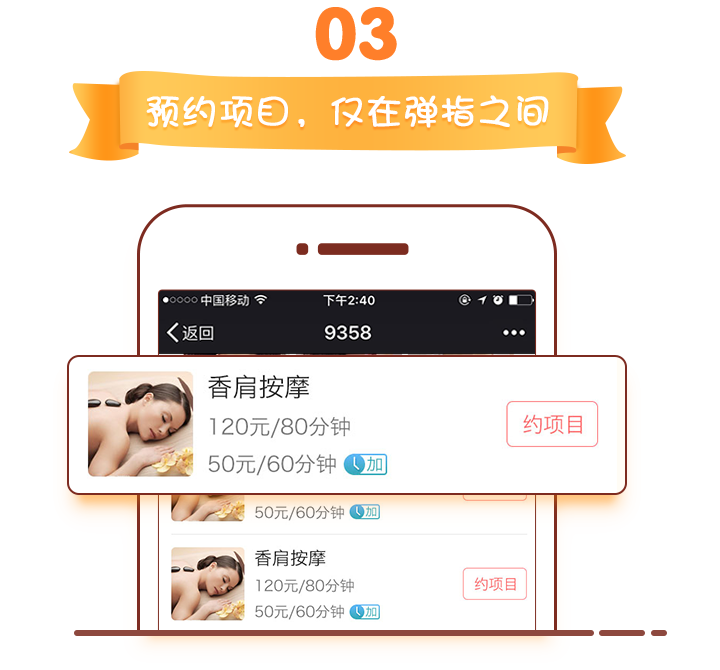 03
预约项目，仅在弹指之间
中国移动 下午2:40
返回 9358
香肩按摩
120元/80分钟
约项目
50元/60分钟 加
50元/60分钟 加
香肩按摩
120元/80分钟
约项目
50元/60分钟 加